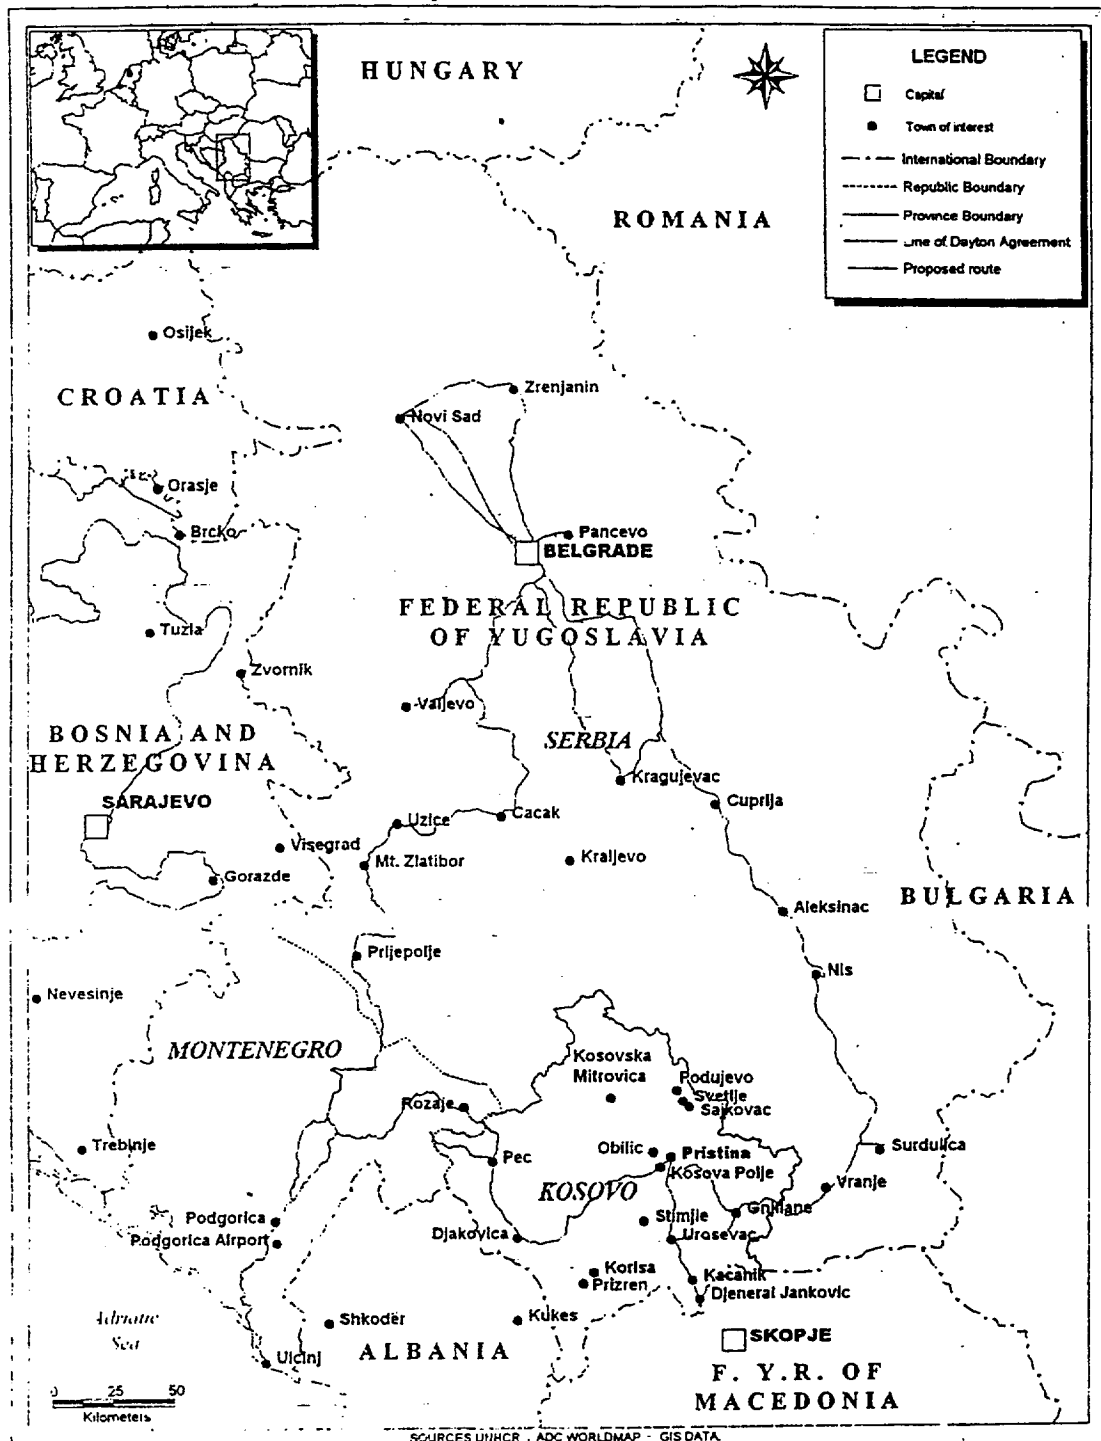 HUNGARY
LEGEND
Capital
Town of interest
International Boundary
Republic Boundary
Province Boundary
Line of Dayton Agreement
Proposed route
ROMANIA
Osijek
CROATIA
Zrenjanin
Novi Sad
Orasje
Brcko
Pancevo
BELGRADE
FEDERAL REPUBLIC
OF YUGOSLAVIA
Tuzla
Zvornik
Valjevo
BOSNIA AND
HERZEGOVINA
SERBIA
Kragujevac
SARAJEVO
Cuprija
Uzice
Cacak
Visegrad
Mt. Zlatibor
Kraljevo
Gorazde
BULGARIA
Aleksinac
Prijepolje
Nis
Nevesinje
MONTENEGRO
Kosovska
Mitrovica
Podujevo
Svetlje
Sajkovac
Rozaje
Trebinje
Obilic
Pristina
Surdulica
Pec
Kosova Polje
KOSOVO
Vranje
Podgorica
Stimlje
Gnjilane
Podgorica Airport
Djakovica
Urosevac
Korisa
Prizren
Kacanik
Djeneral Jankovic
Adriatic
Sea
Shkoder
Kukes
SKOPJE
ALBANIA
Ulcinj
F. Y.R. OF
MACEDONIA
0 25 50
Kilometers
SOURCES UNHCR , ADC WORLDMAP - GIS DATA.